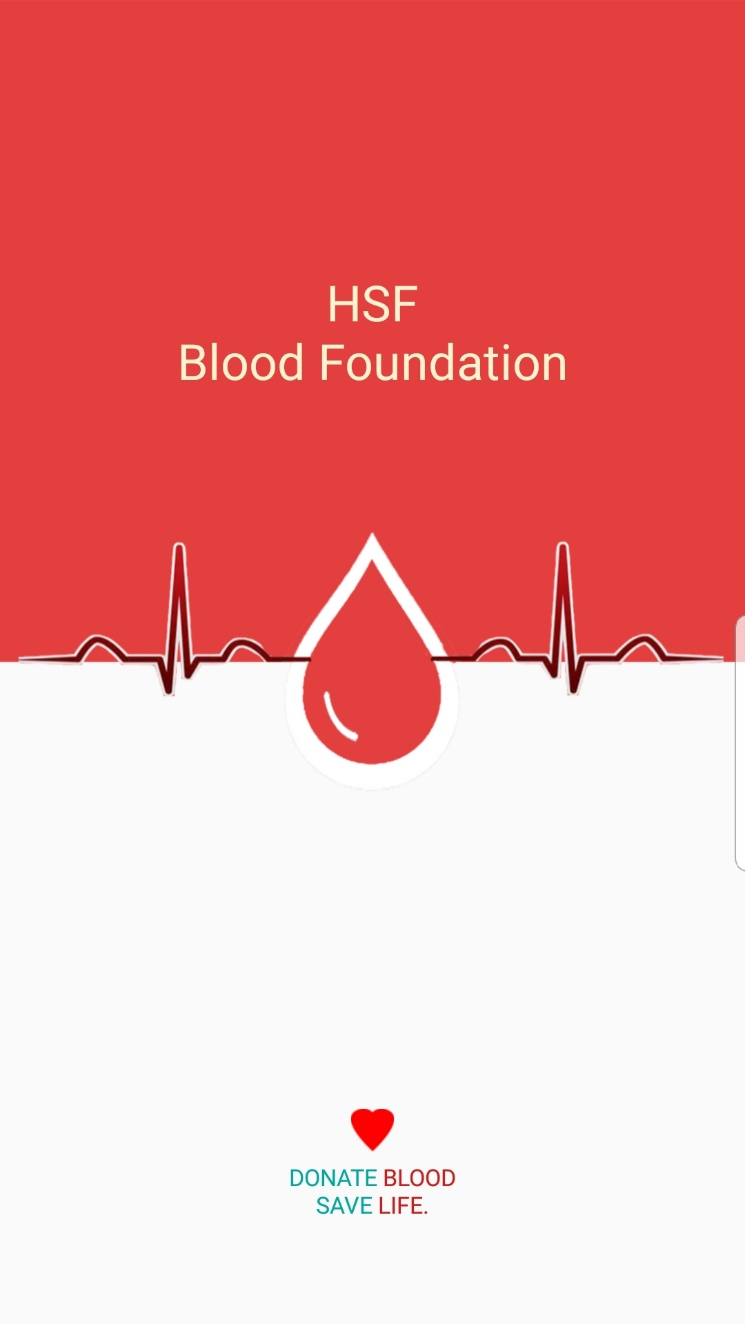 HSF
Blood Foundation
DONATE BLOOD
SAVE LIFE.